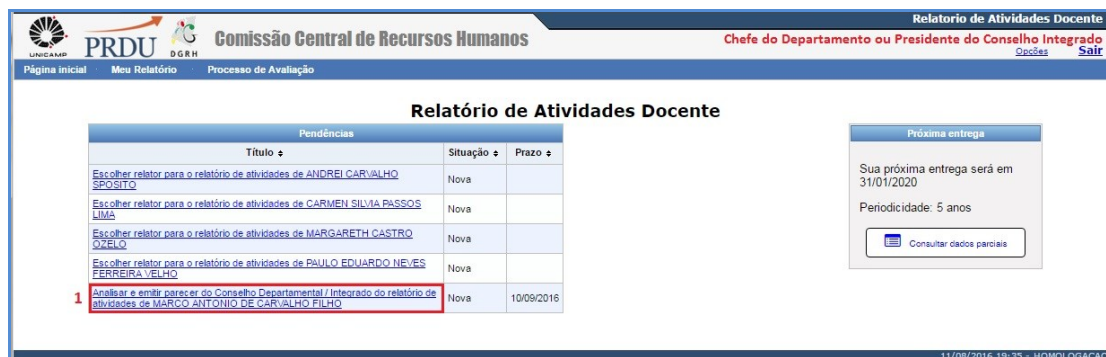 Relatorio de Atividades Docente
UNICAMP
PRDU
DGRH
Comissão Central de Recursos Humanos
Chefe do Departamento ou Presidente do Conselho Integrado
Opções Sair
Página inicial Meu Relatório Processo de Avaliação
Relatório de Atividades Docente
Pendências
Título Situação Prazo
Escolher relator para o relatório de atividades de ANDREI CARVALHO
SPOSITO
Nova
Escolher relator para o relatório de atividades de CARMEN SILVIA PASSOS
LIMA
Nova
Escolher relator para o relatório de atividades de MARGARETH CASTRO
OZELO
Nova
Escolher relator para o relatório de atividades de PAULO EDUARDO NEVES
FERREIRA VELHO
Nova
1
Analisar e emitir parecer do Conselho Departamental / Integrado do relatório de
atividades de MARCO ANTONIO DE CARVALHO FILHO
Nova 10/09/2016
Próxima entrega
Sua próxima entrega será em
31/01/2020
Periodicidade: 5 anos
Consultar dados parciais
11/08/2016 19:35 - HOMOLOGACAO